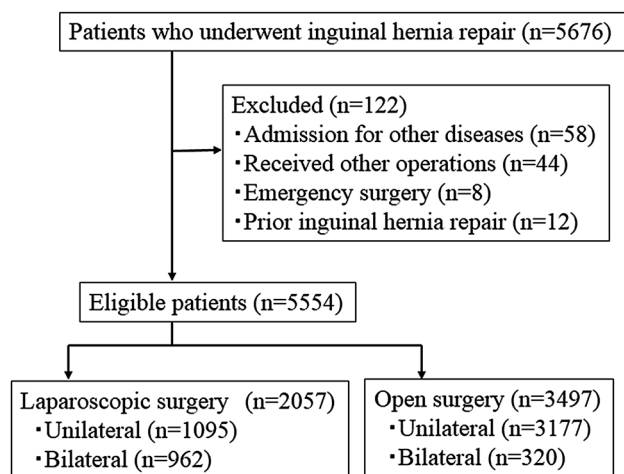 Patients who underwent inguinal hernia repair (n=5676)
Excluded (n=122)
・Admission for other diseases (n=58)
・Received other operations (n=44)
・Emergency surgery (n=8)
・Prior inguinal hernia repair (n=12)
Eligible patients (n=5554)
Laparoscopic surgery (n=2057)
・Unilateral (n=1095)
・Bilateral (n=962)
Open surgery (n=3497)
・Unilateral (n=3177)
・Bilateral (n=320)